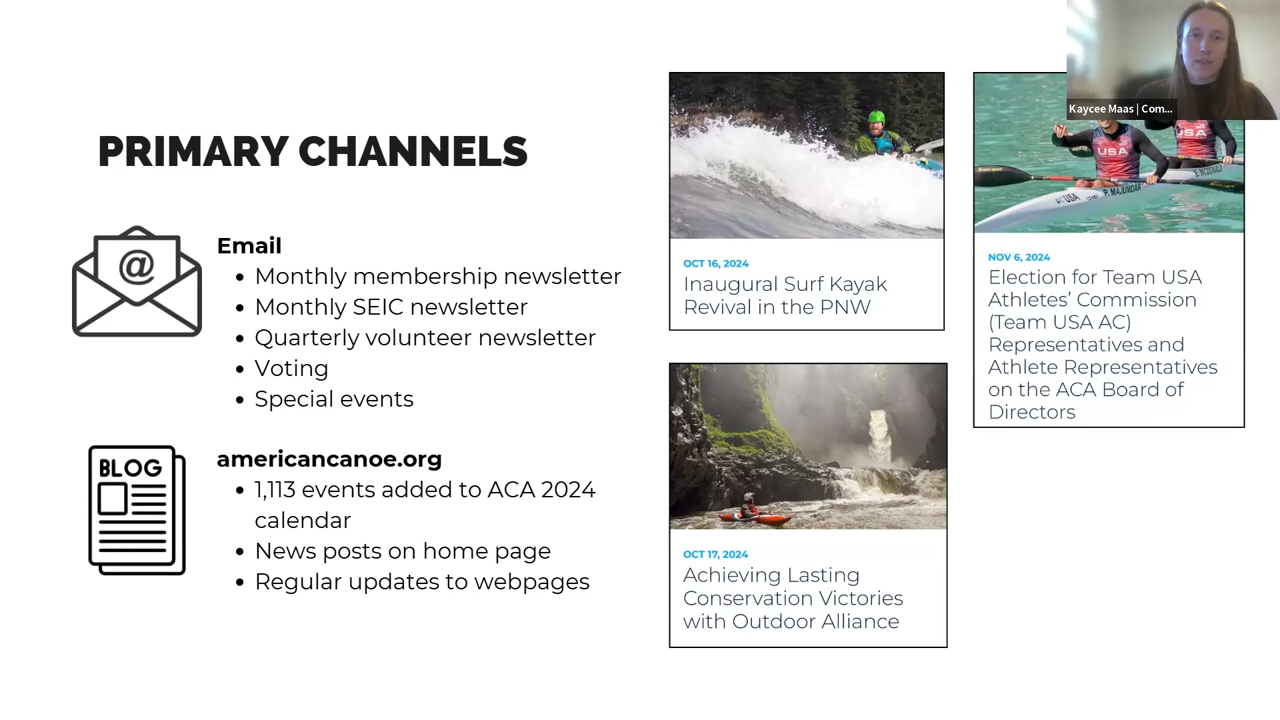 PRIMARY CHANNELS
@
Email
Monthly membership newsletter
Monthly SEIC newsletter
Quarterly volunteer newsletter
Voting
Special events
BLOG
americancanoe.org
1,113 events added to ACA 2024
calendar
News posts on home page
Regular updates to webpages
OCT 16, 2024
Inaugural Surf Kayak
Revival in the PNW
OCT 17, 2024
Achieving Lasting
Conservation Victories
with Outdoor Alliance
Kaycee Maas | Com...
USA
USA
E.MCDONALD
USA
P. MAJUMDAR
NOV 6, 2024
Election for Team USA
Athletes’ Commission
(Team USA AC)
Representatives and
Athlete Representatives
on the ACA Board of
Directors